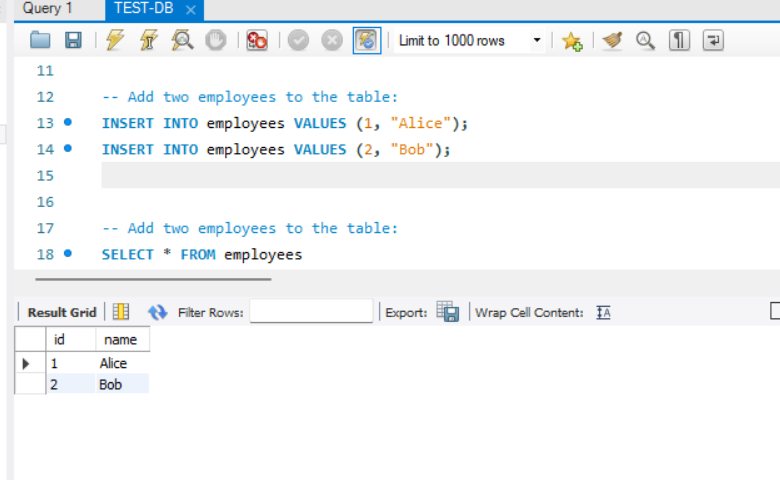 Query 1
TEST-DB
Limit to 1000 rows
11
12 -- Add two employees to the table:
13 INSERT INTO employees VALUES (1, "Alice");
14 INSERT INTO employees VALUES (2, "Bob");
15
16
17 -- Add two employees to the table:
18 SELECT * FROM employees
Result Grid Filter Rows: Export: Wrap Cell Content: IA
id name
1 Alice
2 Bob